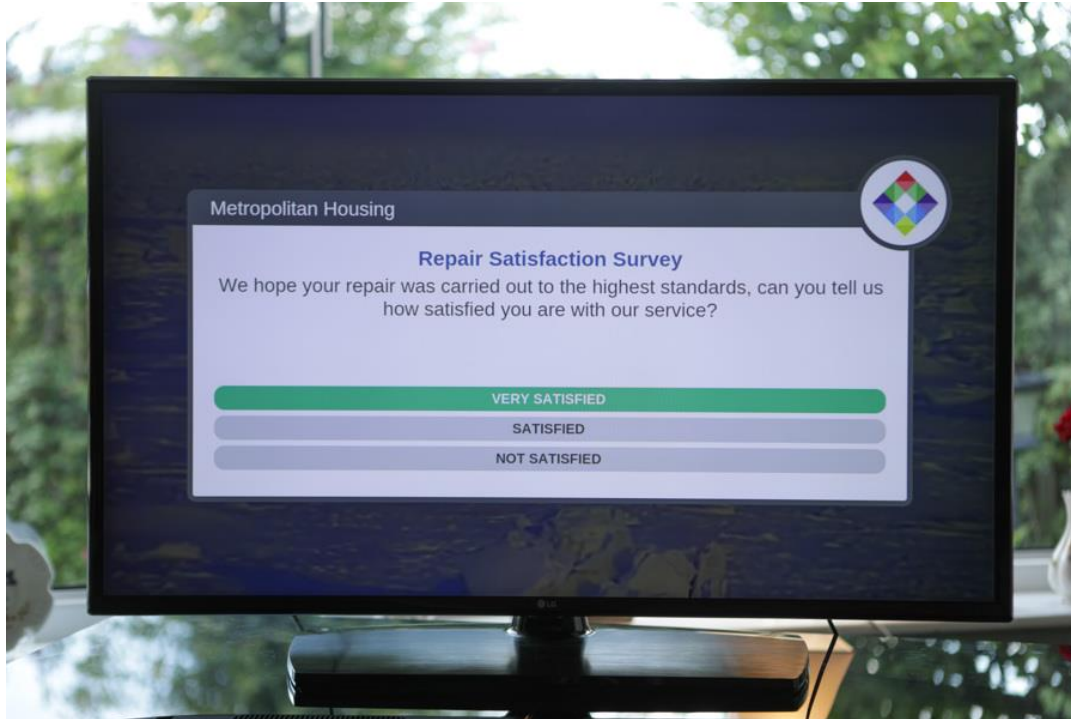 Metropolitan Housing
Repair Satisfaction Survey
We hope your repair was carried out to the highest standards, can you tell us
how satisfied you are with our service?
VERY SATISFIED
SATISFIED
NOT SATISFIED
LG